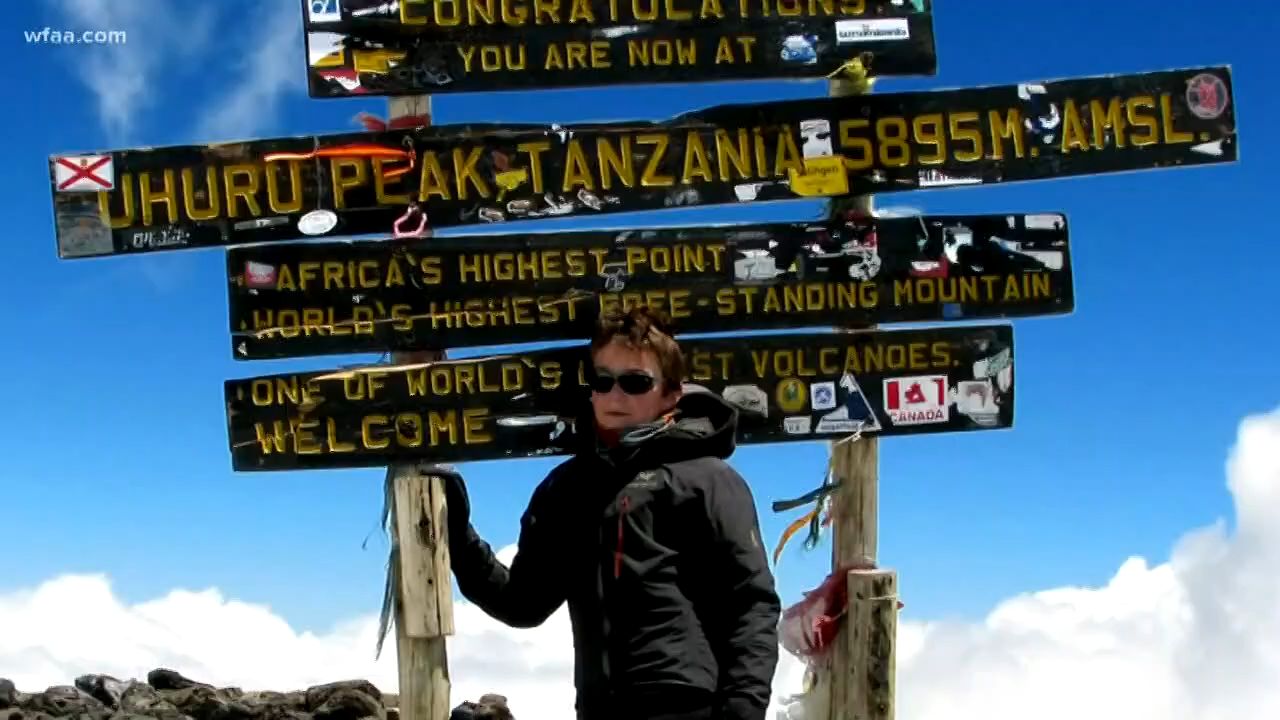 wfaa.com
CONGRATULATIONS
YOU ARE NOW AT
UHURU PEAK TANZANIA 5895M. AMSL.
AFRICA`S HIGHEST POINT
WORLD`S HIGHEST FREE-STANDING MOUNTAIN
ONE OF WORLD`S VOLCANOES.
WELCOME
CANADA